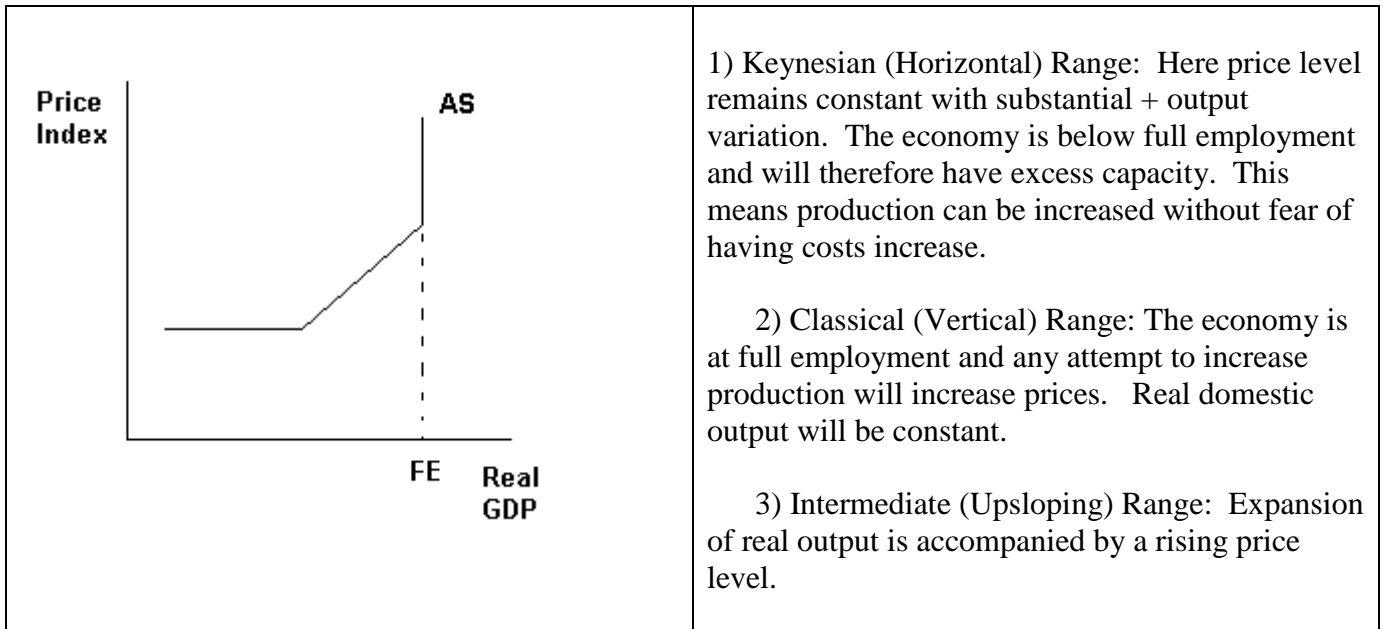 Price
Index
AS
FE
Real
GDP
1) Keynesian (Horizontal) Range: Here price level
remains constant with substantial + output
variation. The economy is below full employment
and will therefore have excess capacity. This
means production can be increased without fear of
having costs increase.
2) Classical (Vertical) Range: The economy is
at full employment and any attempt to increase
production will increase prices. Real domestic
output will be constant.
3) Intermediate (Upsloping) Range: Expansion
of real output is accompanied by a rising price
level.